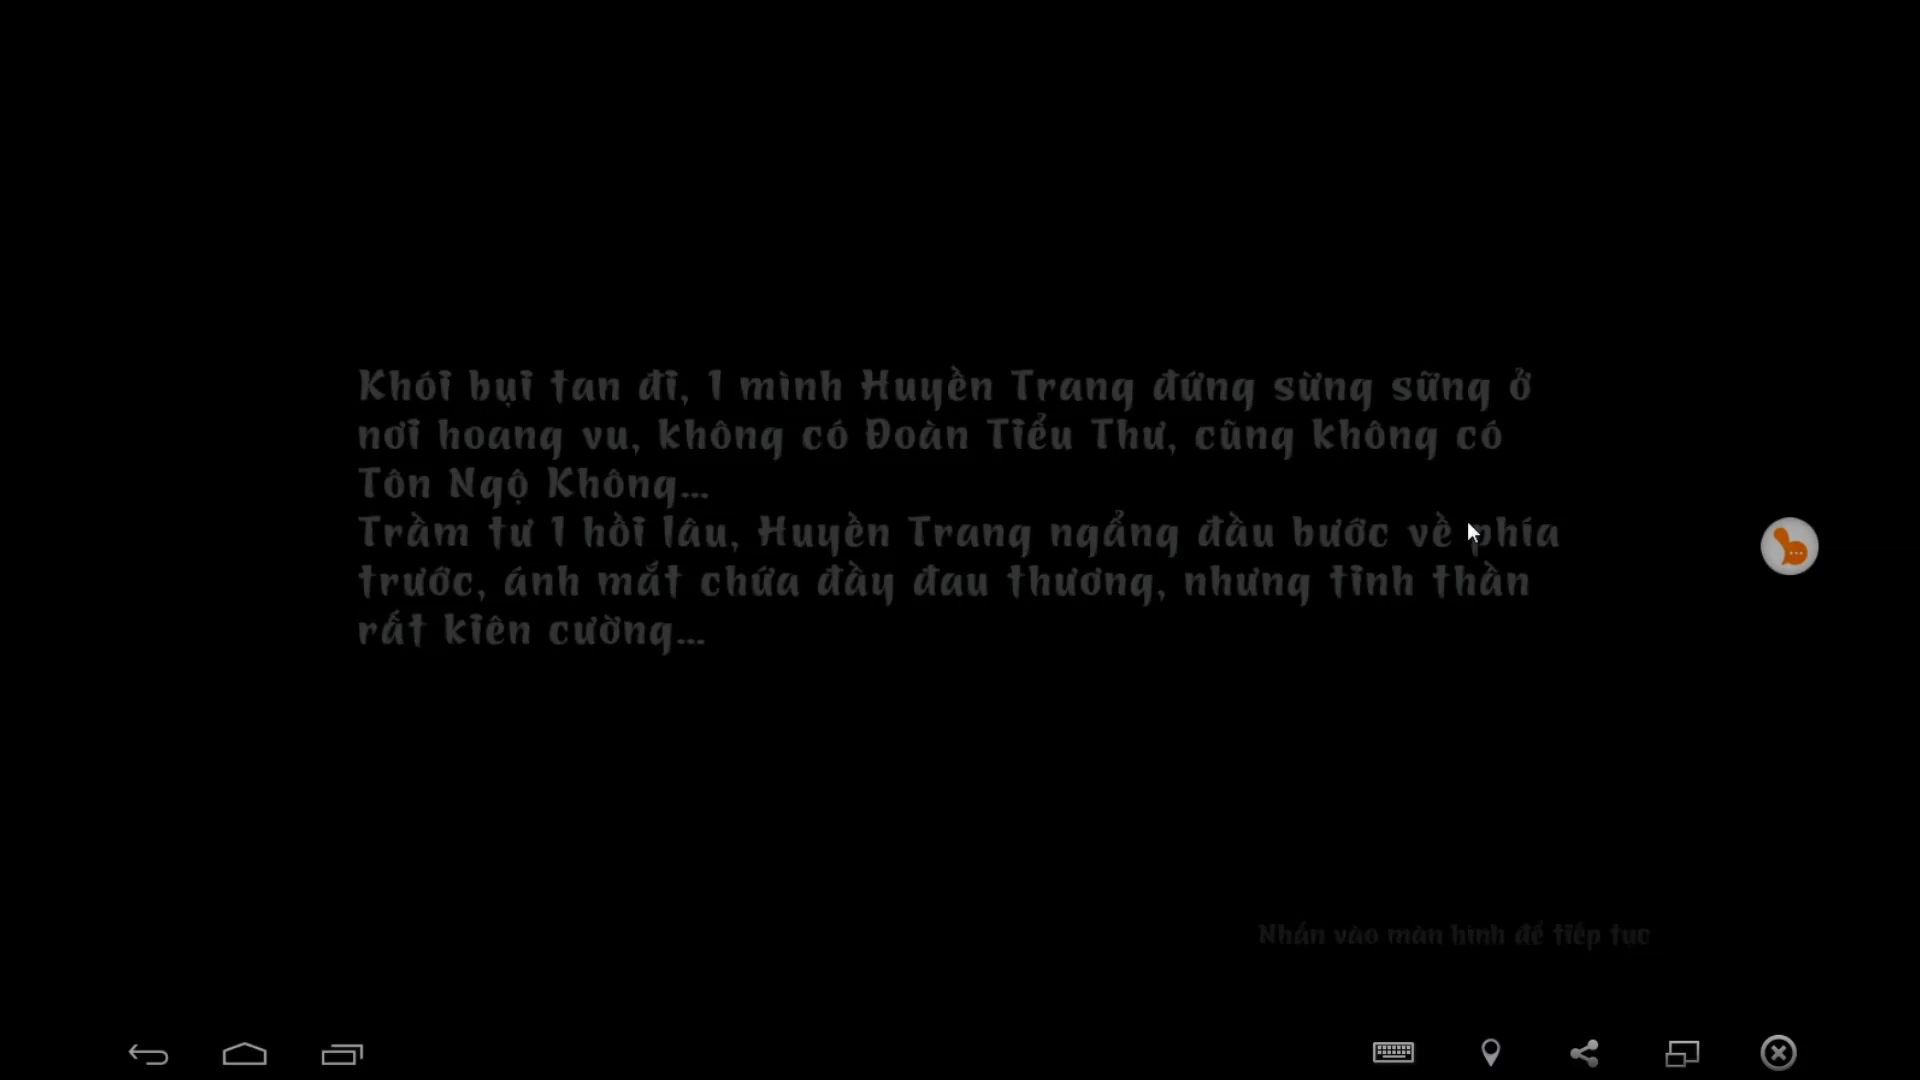 Khói bụi tan đi, 1 mình Huyền Trang đứng sừng sững ở
nơi hoang vu, không có Đoàn Tiểu Thư, cũng không có
Tôn Ngộ Không...
Trầm tư 1 hồi lâu, Huyền Trang ngẩng đầu bước về phía
trước, ánh mắt chứa đầy đau thương, nhưng tinh thần
rất kiên cường...
Nhấn vào màn hình để tiếp tục